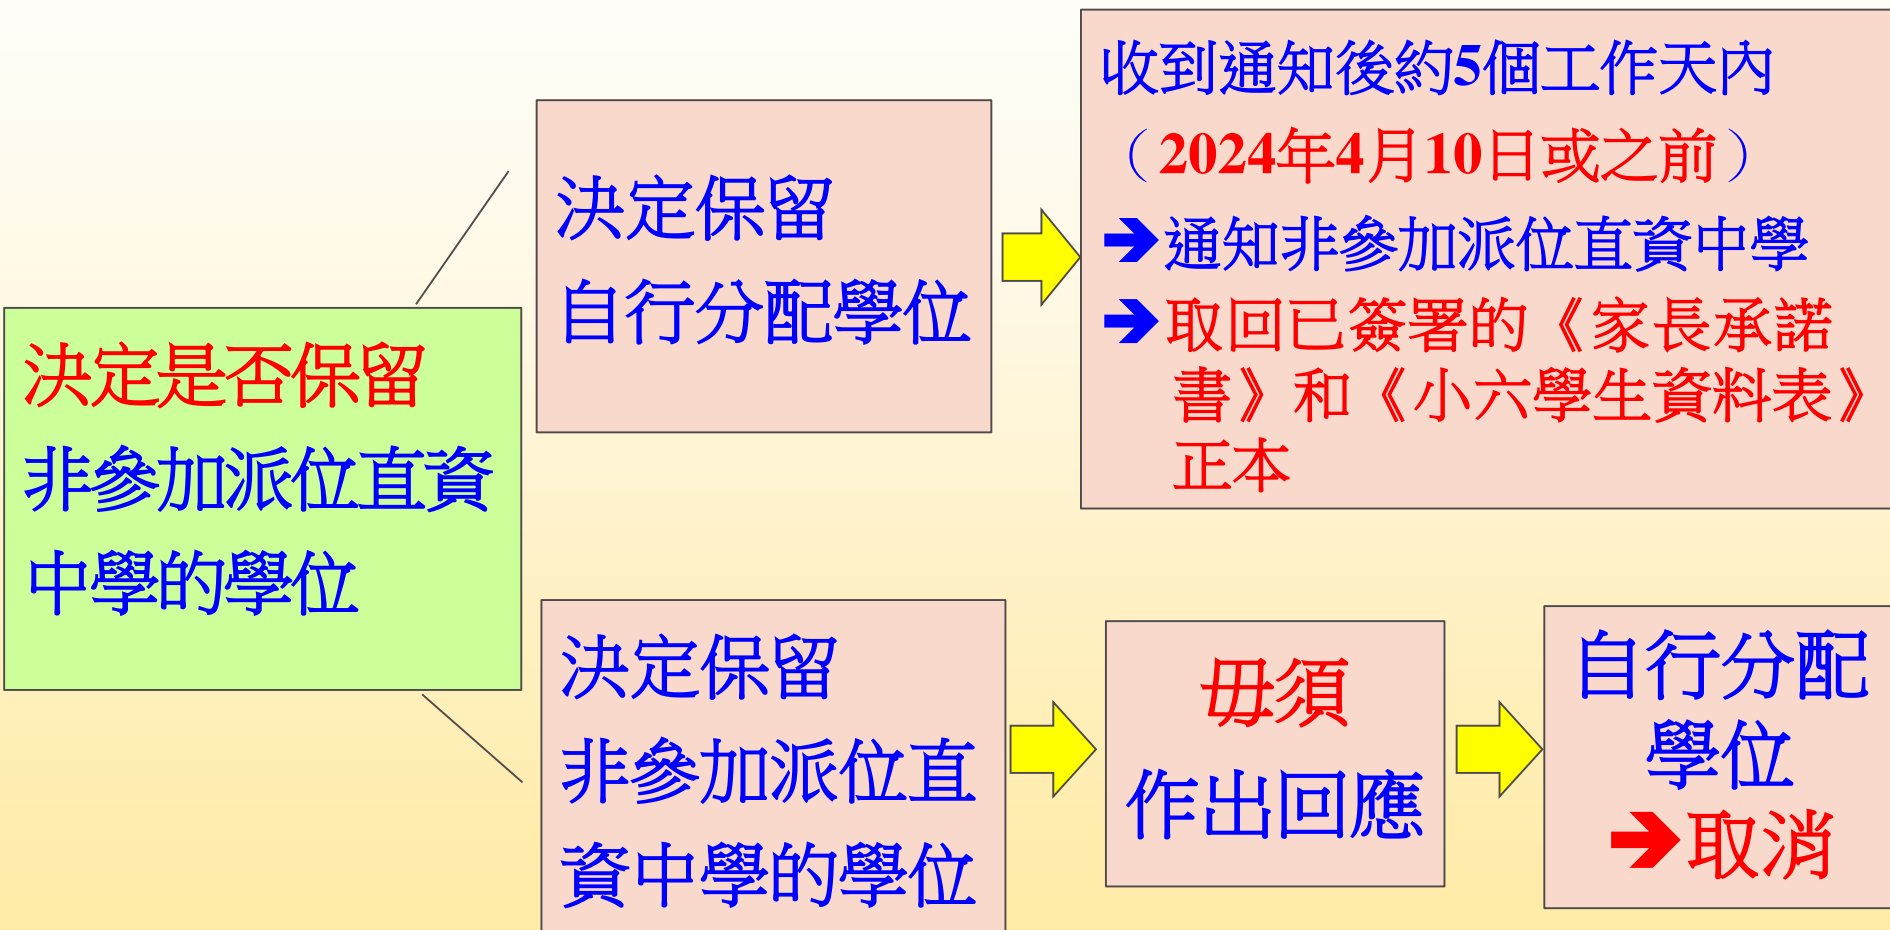 決定是否保留
非參加派位直資
中學的學位
決定保留
自行分配學位
收到通知後約5個工作天內
（2024年4月10日或之前）
➔通知非參加派位直資中學
➔取回已簽署的《家長承諾
書》和《小六學生資料表》
正本
決定保留
非參加派位直
資中學的學位
毋須
作出回應
自行分配
學位
➔取消